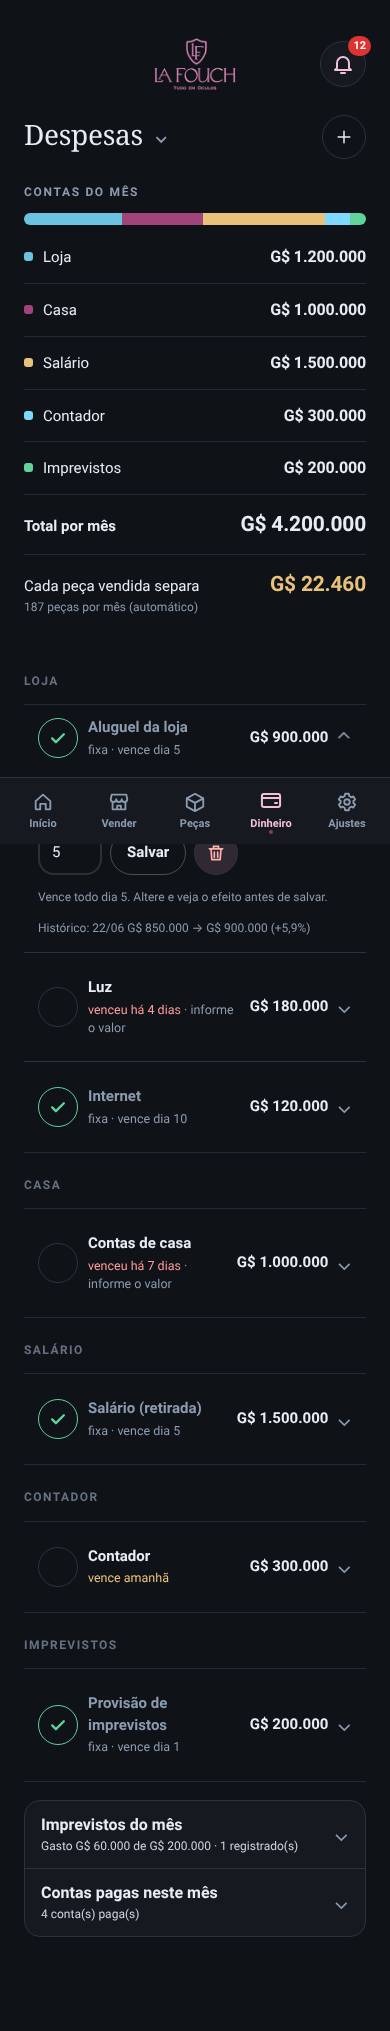 LF
LA FOUCH
Tudo em Óculos
12
Despesas
CONTAS DO MÊS
Loja G$ 1.200.000
Casa G$ 1.000.000
Salário G$ 1.500.000
Contador G$ 300.000
Imprevistos G$ 200.000
Total por mês G$ 4.200.000
Cada peça vendida separa G$ 22.460
187 peças por mês (automático)
LOJA
Aluguel da loja G$ 900.000
fixa · vence dia 5
Início Vender Peças Dinheiro Ajustes
5 Salvar
Vence todo dia 5. Altere e veja o efeito antes de salvar.
Histórico: 22/06 G$ 850.000 → G$ 900.000 (+5,9%)
Luz G$ 180.000
venceu há 4 dias · informe
o valor
Internet G$ 120.000
fixa · vence dia 10
CASA
Contas de casa G$ 1.000.000
venceu há 7 dias ·
informe o valor
SALÁRIO
Salário (retirada) G$ 1.500.000
fixa · vence dia 5
CONTADOR
Contador G$ 300.000
vence amanhã
IMPREVISTOS
Provisão de
imprevistos G$ 200.000
fixa · vence dia 1
Imprevistos do mês
Gasto G$ 60.000 de G$ 200.000 · 1 registrado(s)
Contas pagas neste mês
4 conta(s) paga(s)